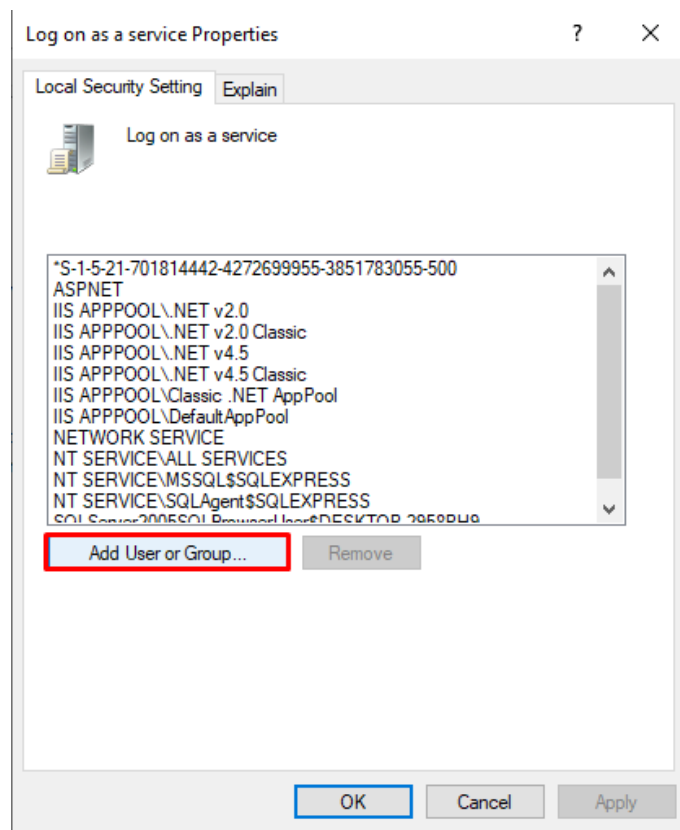 Log on as a service Properties
Local Security Setting
Explain
Log on as a service
*S-1-5-21-701814442-4272699955-3851783055-500
ASPNET
IIS APPPOOL\.NET v2.0
IIS APPPOOL\.NET v2.0 Classic
IIS APPPOOL\.NET v4.5
IIS APPPOOL\.NET v4.5 Classic
IIS APPPOOL\Classic .NET AppPool
IIS APPPOOL\DefaultAppPool
NETWORK SERVICE
NT SERVICE\ALL SERVICES
NT SERVICE\MSSQL$SQLEXPRESS
NT SERVICE\SQLAgent$SQLEXPRESS
Add User or Group...
Remove
OK
Cancel
Apply